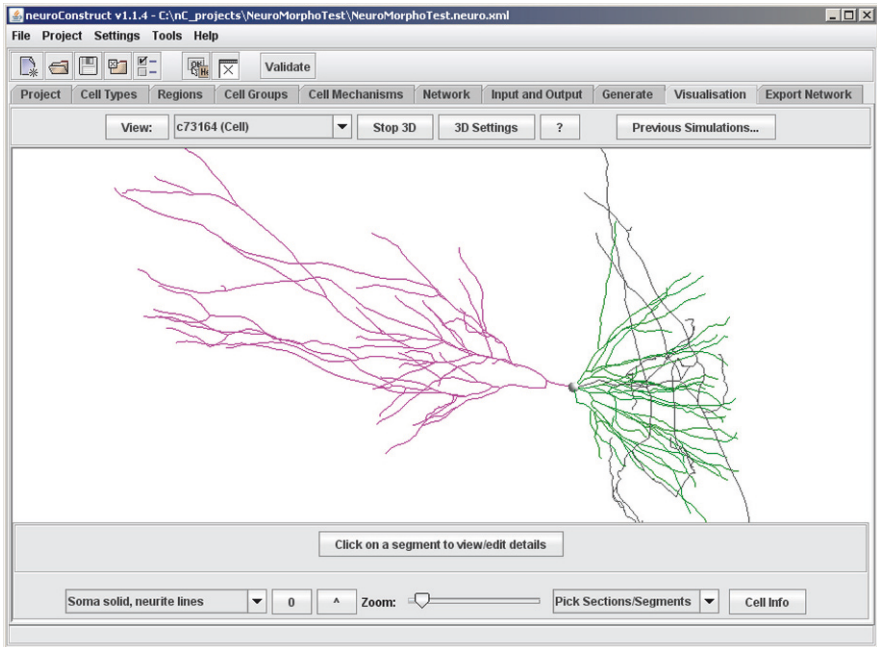 neuroConstruct v1.1.4 - C:\nC_projects\NeuroMorphoTest\NeuroMorphoTest.neuro.xml
File Project Settings Tools Help
Validate
Project Cell Types Regions Cell Groups Cell Mechanisms Network Input and Output Generate Visualisation Export Network
View: c73164 (Cell) Stop 3D 3D Settings ? Previous Simulations...
Click on a segment to view/edit details
Soma solid, neurite lines 0 ^ Zoom: Pick Sections/Segments Cell Info